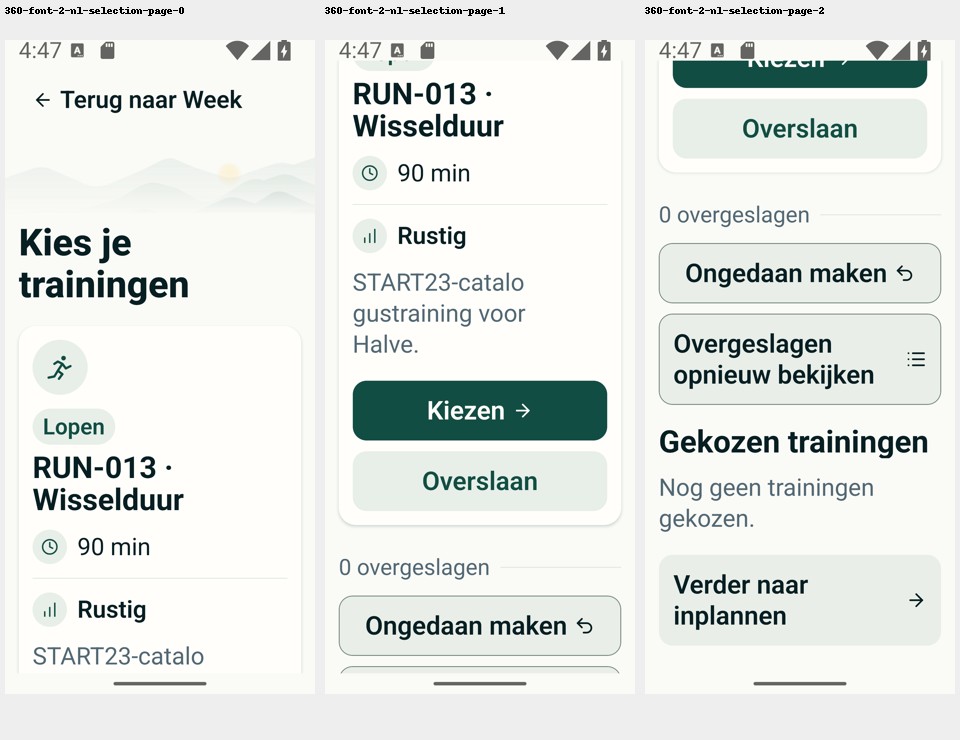 360-font-2-nl-selection-page-0
4:47
Terug naar Week
Kies je
trainingen
Lopen
RUN-013 ·
Wisselduur
90 min
Rustig
START23-catalo
360-font-2-nl-selection-page-1
4:47
RUN-013 ·
Wisselduur
90 min
Rustig
START23-catalo
gustraining voor
Halve.
Kiezen
Overslaan
0 overgeslagen
Ongedaan maken
360-font-2-nl-selection-page-2
4:47
Kiezen
Overslaan
0 overgeslagen
Ongedaan maken
Overgeslagen
opnieuw bekijken
Gekozen trainingen
Nog geen trainingen
gekozen.
Verder naar
inplannen